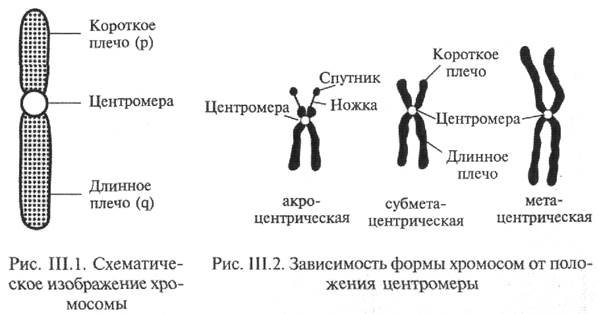 Короткое
плечо (p)
Центромера
Длинное
плечо (q)
Рис. III.1. Схематиче-
ское изображение хро-
мосомы
Спутник
Центромера
Ножка
акро-
центрическая
Короткое
плечо
Центромера
Длинное
плечо
субмета-
центрическая
мета-
центрическая
Рис. III.2. Зависимость формы хромосом от поло-
жения центромеры